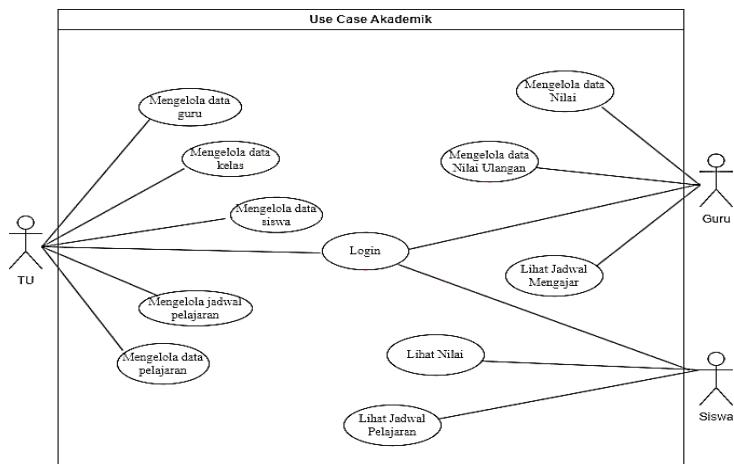 Use Case Akademik
Mengelola data
guru
Mengelola data
kelas
Mengelola data
siswa
Mengelola jadwal
pelajaran
Mengelola data
pelajaran
TU
Login
Mengelola data
Nilai
Mengelola data
Nilai Ulangan
Lihat Jadwal
Mengajar
Guru
Lihat Nilai
Lihat Jadwal
Pelajaran
Siswa